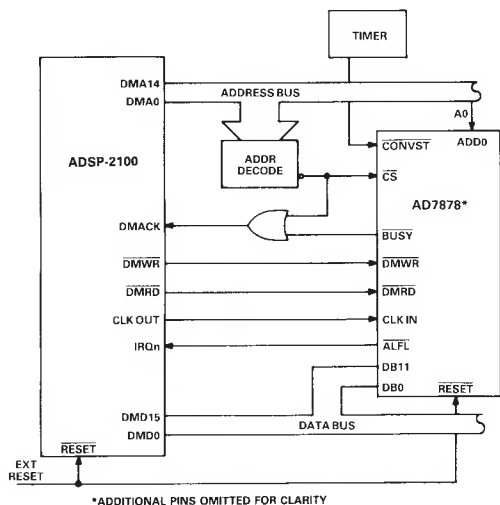 TIMER
DMA14
DMA0
ADDRESS BUS
A0
ADSP-2100
ADDR
DECODE
CONVST
ADD0
CS
AD7878*
DMACK
BUSY
DMWR
DMWR
DMRD
DMRD
CLK OUT
CLK IN
IRQn
ALFL
DB11
DB0
RESET
DMD15
DMD0
DATA BUS
RESET
EXT
RESET
*ADDITIONAL PINS OMITTED FOR CLARITY